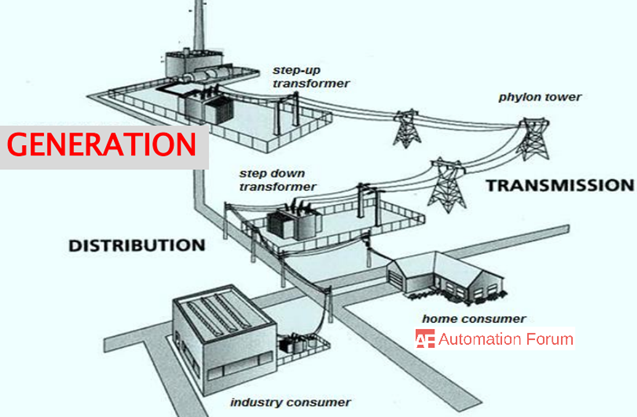 step-up
transformer
phylon tower
GENERATION
step down
transformer
TRANSMISSION
DISTRIBUTION
home consumer
AF Automation Forum
industry consumer